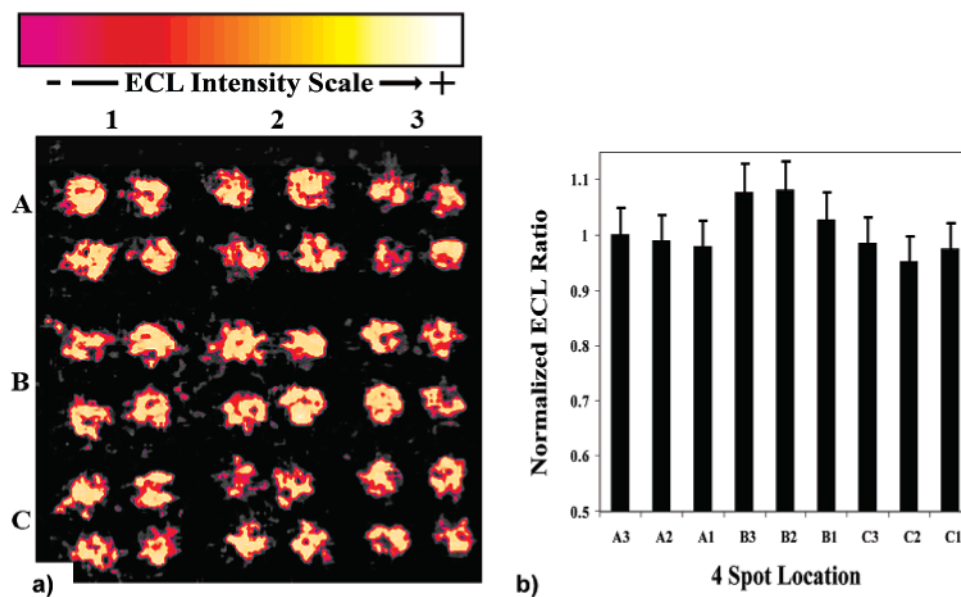 - ECL Intensity Scale +
1 2 3
A
B
C
a)
Normalized ECL Ratio
1.1
1
0.9
0.8
0.7
0.6
0.5
A3 A2 A1 B3 B2 B1 C3 C2 C1
4 Spot Location
b)